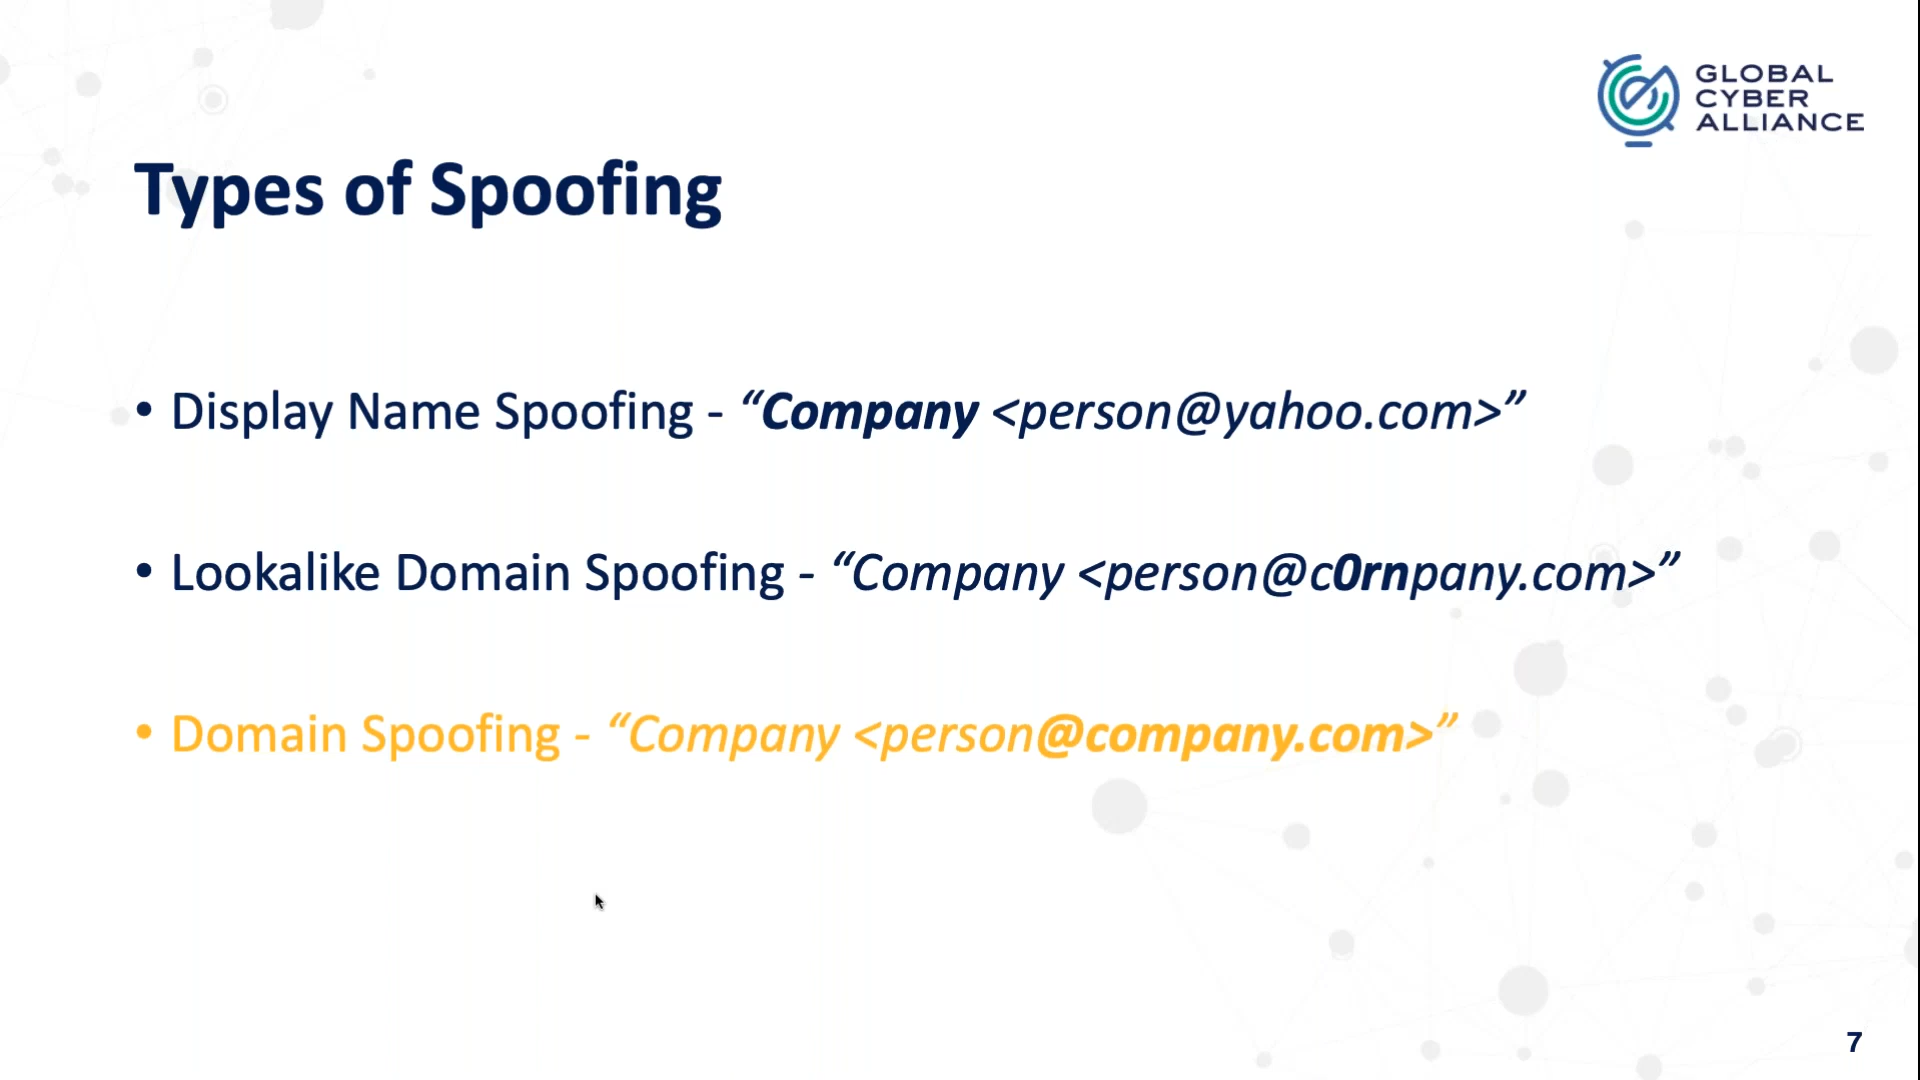 GLOBAL
CYBER
ALLIANCE
Types of Spoofing
• Display Name Spoofing - “Company <person@yahoo.com>”
• Lookalike Domain Spoofing - “Company <person@c0rnpany.com>”
• Domain Spoofing - “Company <person@company.com>”
7